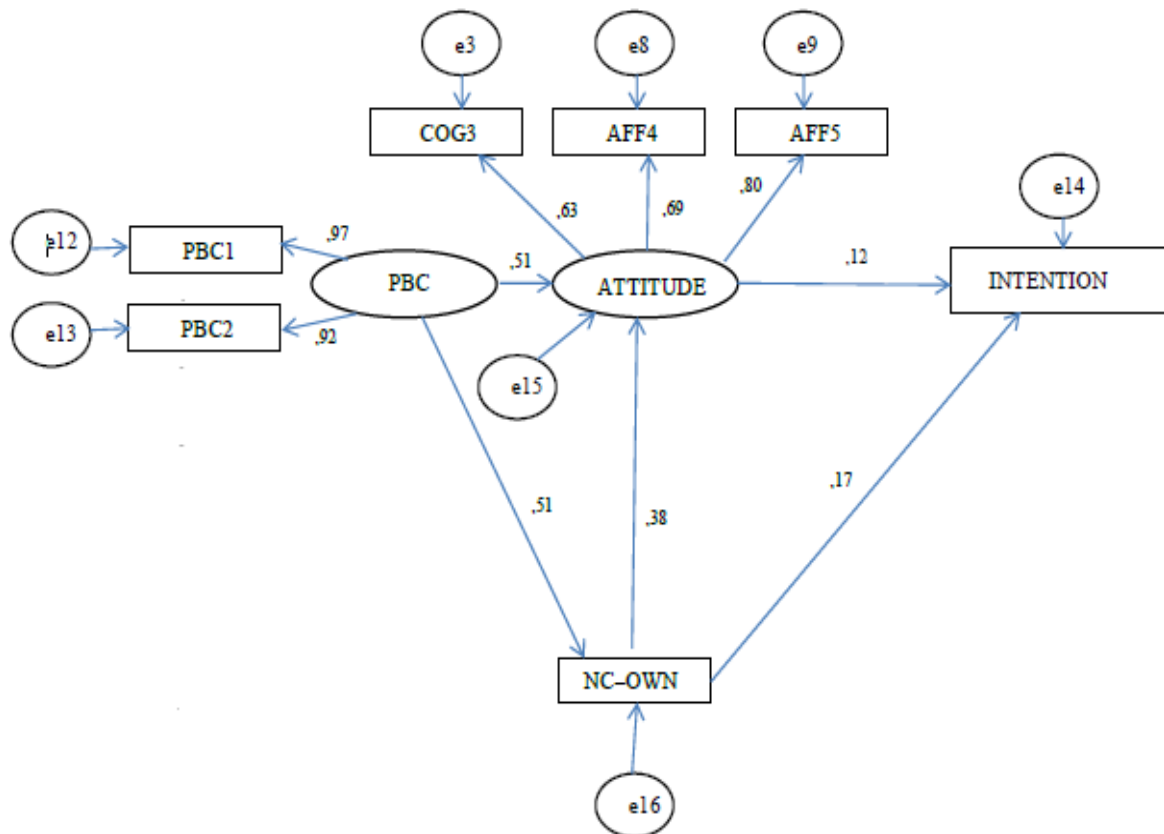 e3
e8
e9
COG3
AFF4
AFF5
e14
,63
,69
,80
e12
PBC1
,97
PBC
,51
ATTITUDE
,12
INTENTION
e13
PBC2
,92
e15
,51
,38
,17
NC–OWN
e16